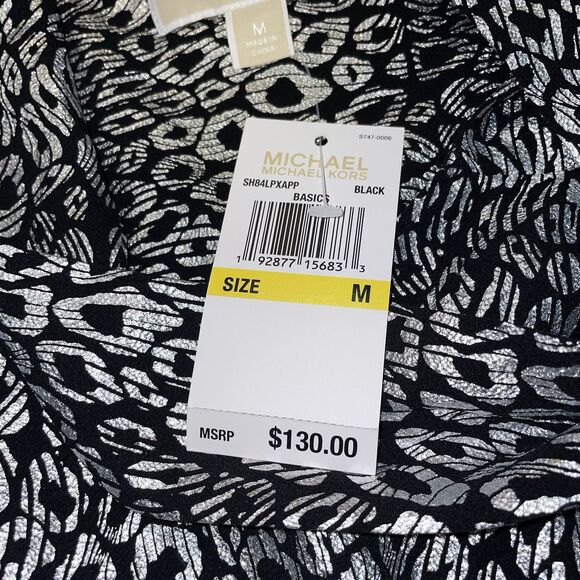 M
MADE IN
CHINA
S747-0006
MICHAEL
MICHAEL KORS
SH84LPXAPP BLACK
BASICS
1 92877 15683 3
SIZE M
MSRP $130.00